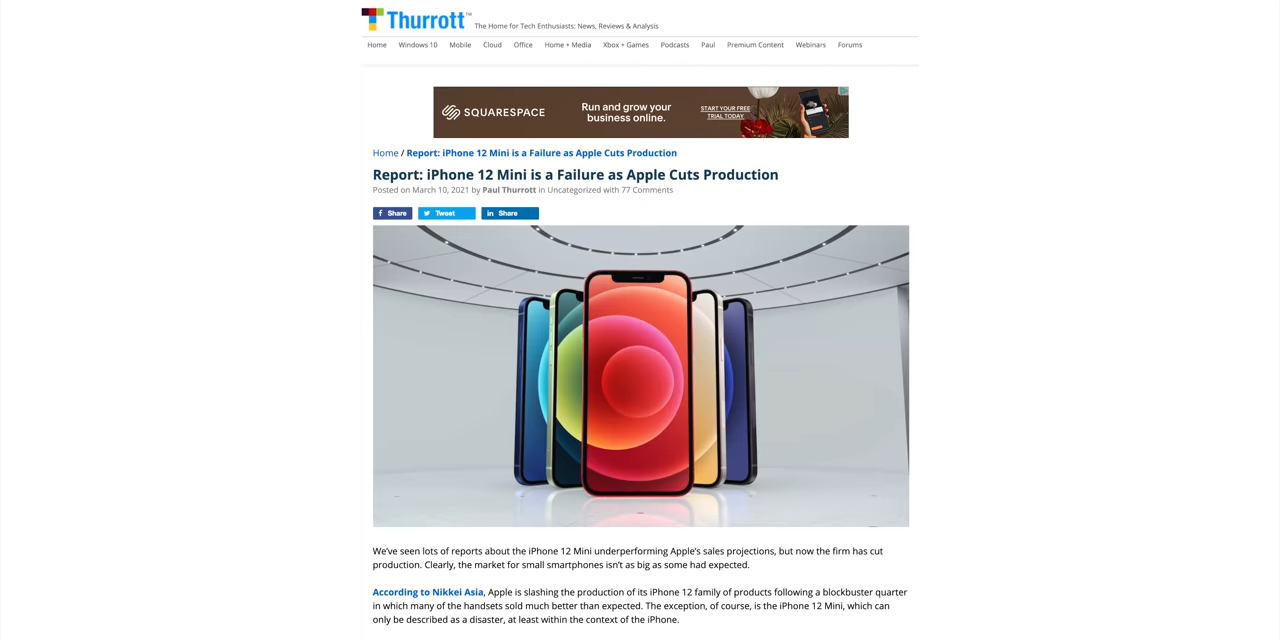 Thurrott™
The Home for Tech Enthusiasts: News, Reviews & Analysis
Home Windows 10 Mobile Cloud Office Home + Media Xbox + Games Podcasts Paul Premium Content Webinars Forums
SQUARESPACE
Run and grow your
business online.
START YOUR FREE
TRIAL TODAY
Home / Report: iPhone 12 Mini is a Failure as Apple Cuts Production
Report: iPhone 12 Mini is a Failure as Apple Cuts Production
Posted on March 10, 2021 by Paul Thurrott in Uncategorized with 77 Comments
f Share Tweet in Share
We've seen lots of reports about the iPhone 12 Mini underperforming Apple's sales projections, but now the firm has cut
production. Clearly, the market for small smartphones isn't as big as some had expected.
According to Nikkei Asia, Apple is slashing the production of its iPhone 12 family of products following a blockbuster quarter
in which many of the handsets sold much better than expected. The exception, of course, is the iPhone 12 Mini, which can
only be described as a disaster, at least within the context of the iPhone.